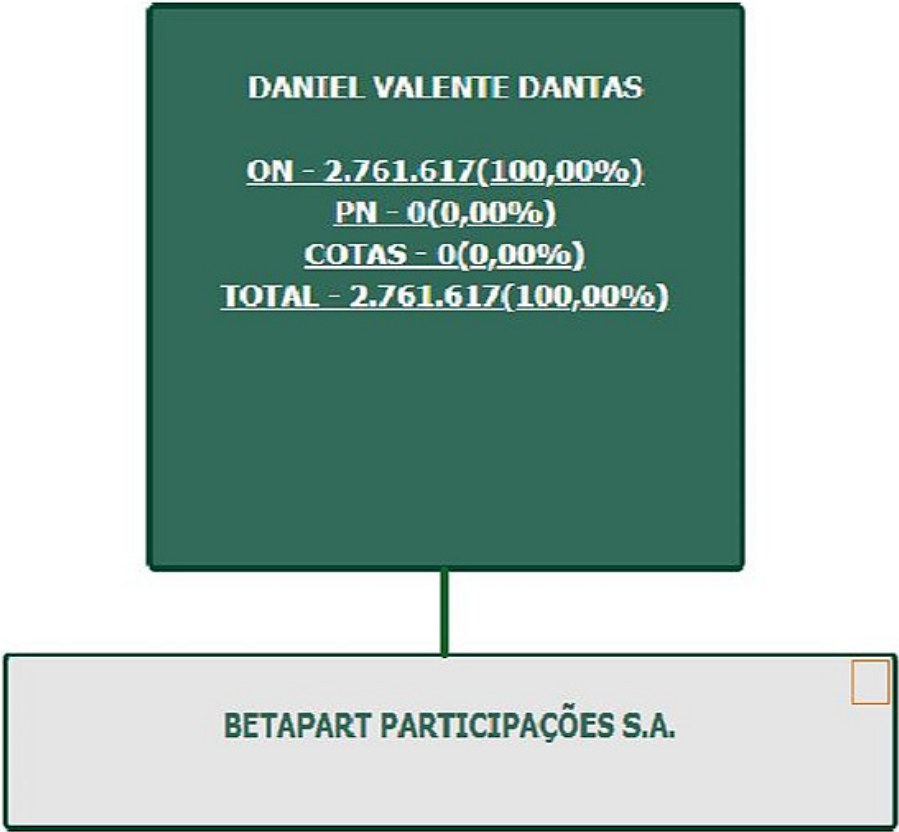 DANIEL VALENTE DANTAS
ON - 2.761.617(100,00%)
PN - 0(0,00%)
COTAS - 0(0,00%)
TOTAL - 2.761.617(100,00%)
BETAPART PARTICIPAÇÕES S.A.